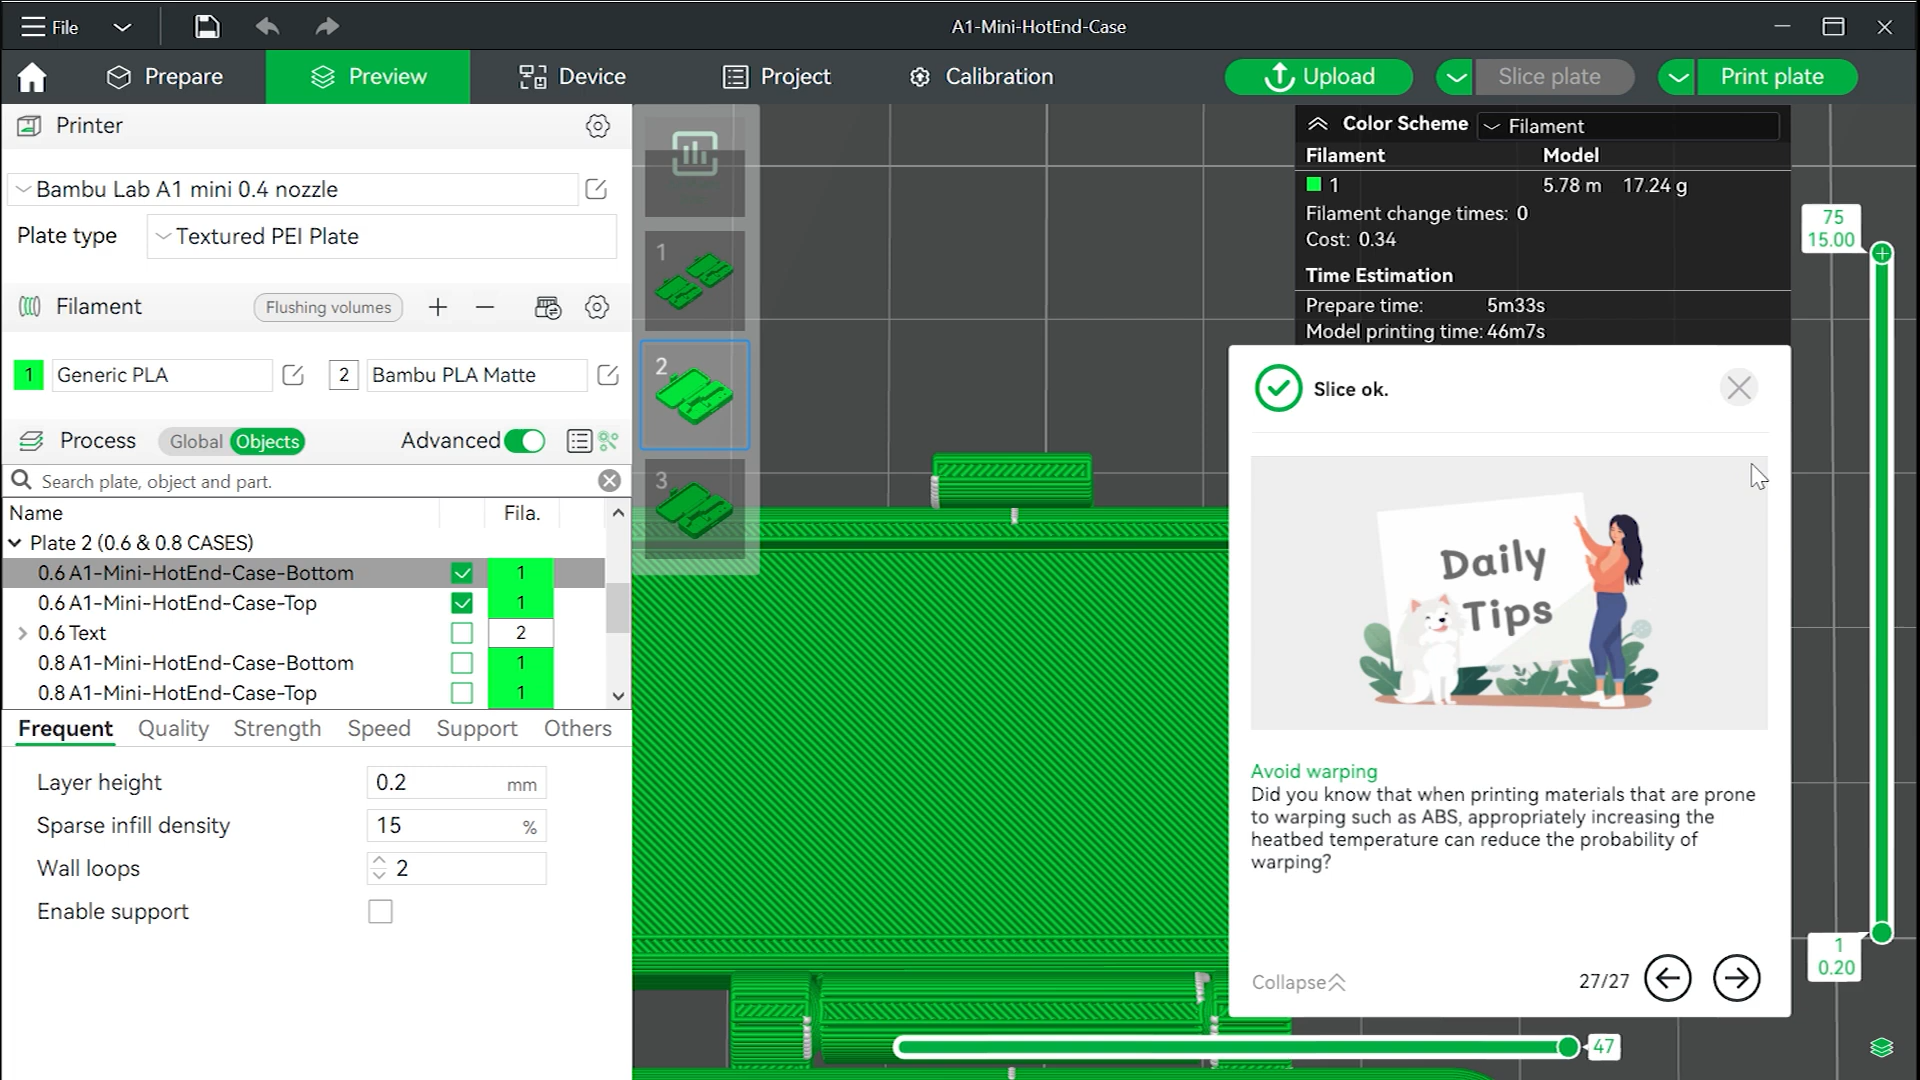 File
A1-Mini-HotEnd-Case
Prepare
Preview
Device
Project
Calibration
Upload
Slice plate
Print plate
Printer
Bambu Lab A1 mini 0.4 nozzle
Plate type
Textured PEI Plate
Filament
Flushing volumes
1
Generic PLA
2
Bambu PLA Matte
Process
Global
Objects
Advanced
Search plate, object and part.
Name
Fila.
Plate 2 (0.6 & 0.8 CASES)
0.6 A1-Mini-HotEnd-Case-Bottom 1
0.6 A1-Mini-HotEnd-Case-Top 1
0.6 Text 2
0.8 A1-Mini-HotEnd-Case-Bottom 1
0.8 A1-Mini-HotEnd-Case-Top 1
Frequent
Quality
Strength
Speed
Support
Others
Layer height 0.2 mm
Sparse infill density 15 %
Wall loops 2
Enable support
1
2
3
Color Scheme
Filament
Filament Model
1 5.78 m 17.24 g
Filament change times: 0
Cost: 0.34
Time Estimation
Prepare time: 5m33s
Model printing time: 46m7s
75
15.00
Slice ok.
Daily
Tips
Avoid warping
Did you know that when printing materials that are prone
to warping such as ABS, appropriately increasing the
heatbed temperature can reduce the probability of
warping?
Collapse
27/27
1
0.20
47